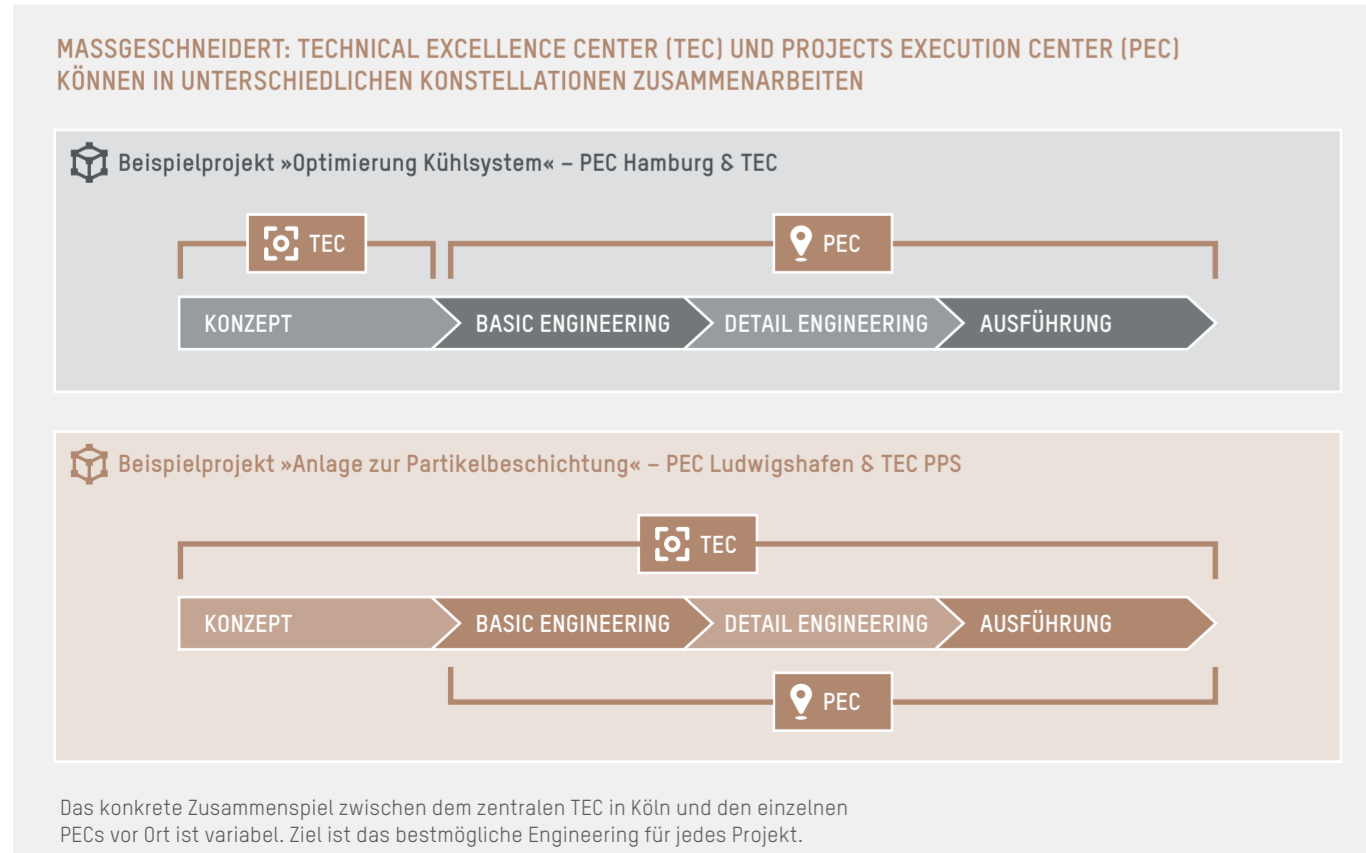 MASSGESCHNEIDERT: TECHNICAL EXCELLENCE CENTER (TEC) UND PROJECTS EXECUTION CENTER (PEC)
KÖNNEN IN UNTERSCHIEDLICHEN KONSTELLATIONEN ZUSAMMENARBEITEN
Beispielprojekt »Optimierung Kühlsystem« – PEC Hamburg & TEC
TEC
PEC
KONZEPT
BASIC ENGINEERING
DETAIL ENGINEERING
AUSFÜHRUNG
Beispielprojekt »Anlage zur Partikelbeschichtung« – PEC Ludwigshafen & TEC PPS
TEC
KONZEPT
BASIC ENGINEERING
DETAIL ENGINEERING
AUSFÜHRUNG
PEC
Das konkrete Zusammenspiel zwischen dem zentralen TEC in Köln und den einzelnen
PECs vor Ort ist variabel. Ziel ist das bestmögliche Engineering für jedes Projekt.